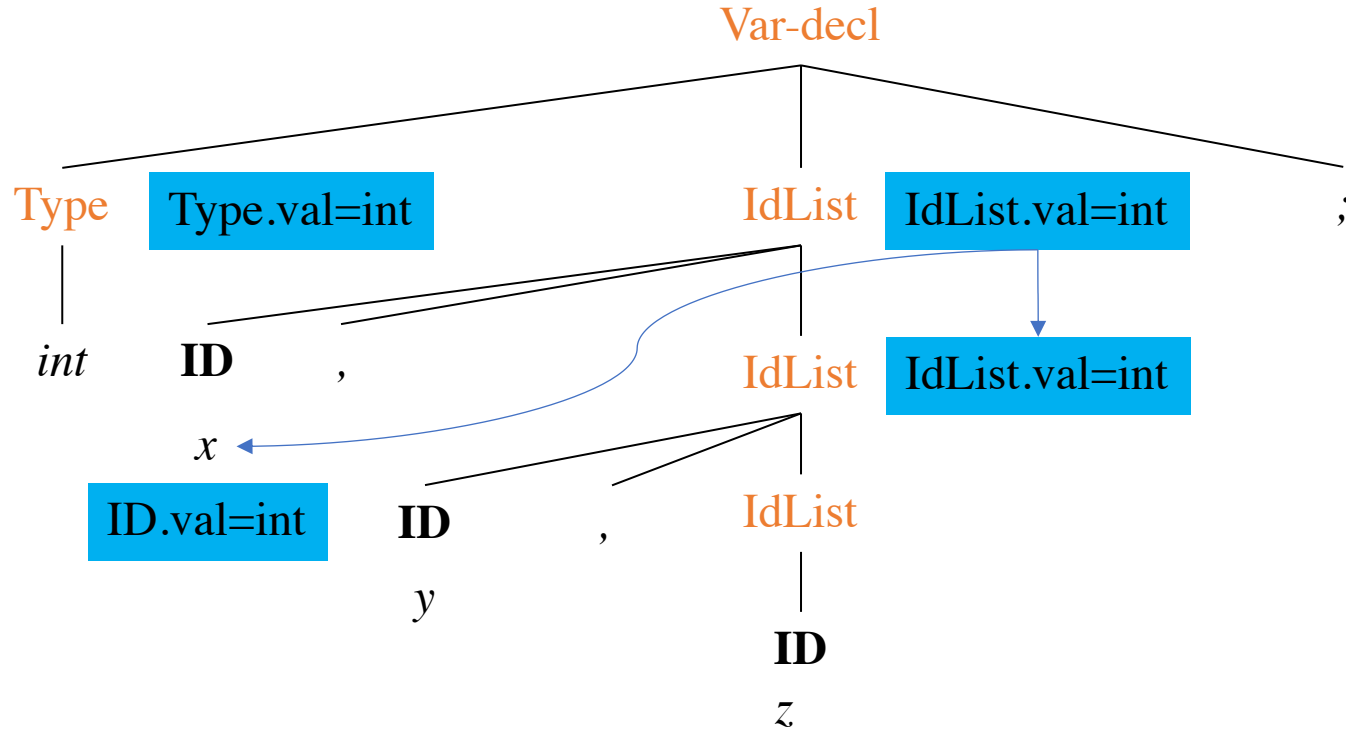 Var-decl
Type Type.val=int IdList IdList.val=int ;
int ID , IdList IdList.val=int
x
ID.val=int ID , IdList
y
ID
z